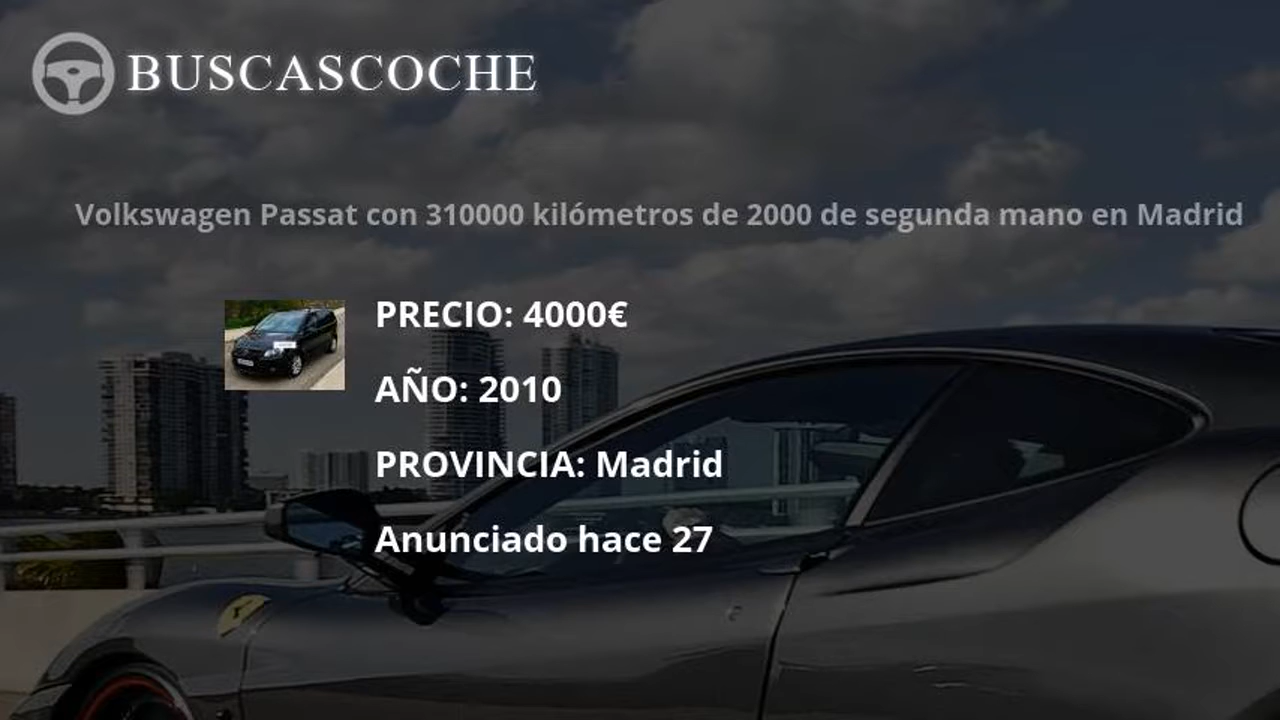 BUSCASCOCHE
Volkswagen Passat con 310000 kilómetros de 2000 de segunda mano en Madrid
PRECIO: 4000€
AÑO: 2010
PROVINCIA: Madrid
Anunciado hace 27